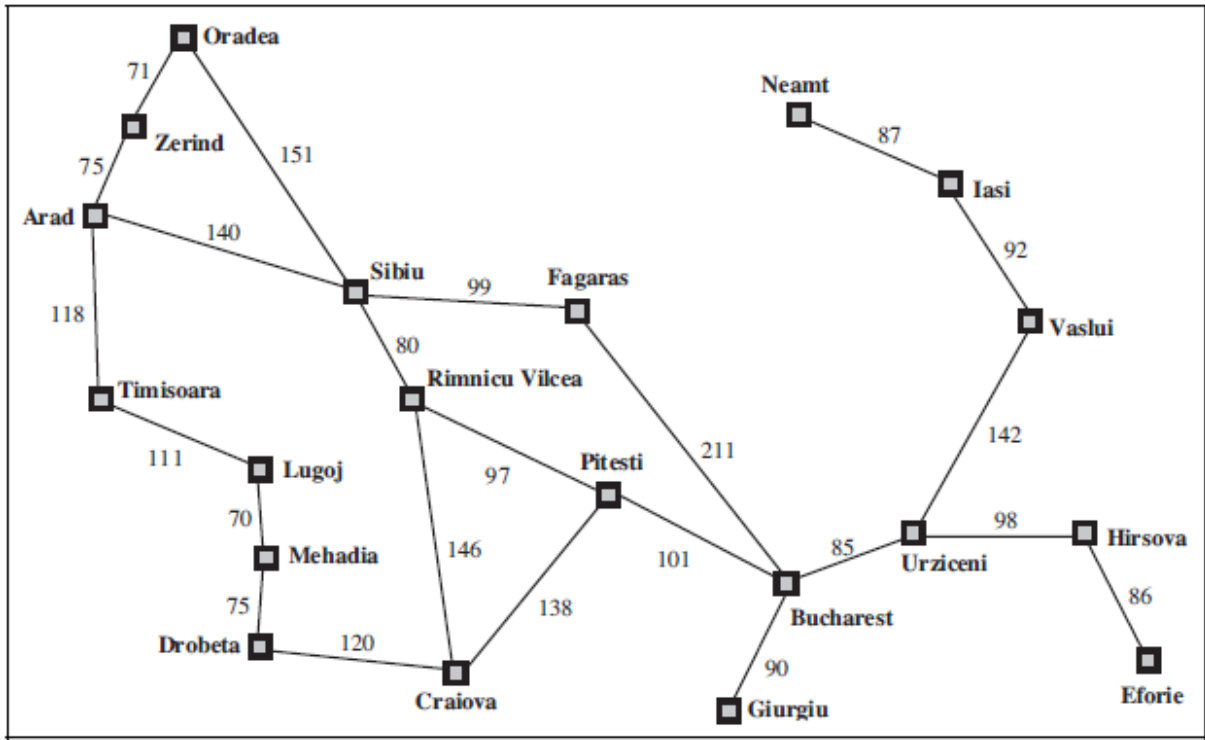 Oradea
71
Neamt
87
Zerind
151
75
Iasi
Arad
140
92
Sibiu
99
Fagaras
118
Vaslui
80
Timisoara
Rimnicu Vilcea
142
111
211
Lugoj
97
Pitesti
70
98
Hirsova
Mehadia
146
101
85
Urziceni
75
138
86
Bucharest
Drobeta
120
90
Craiova
Giurgiu
Eforie